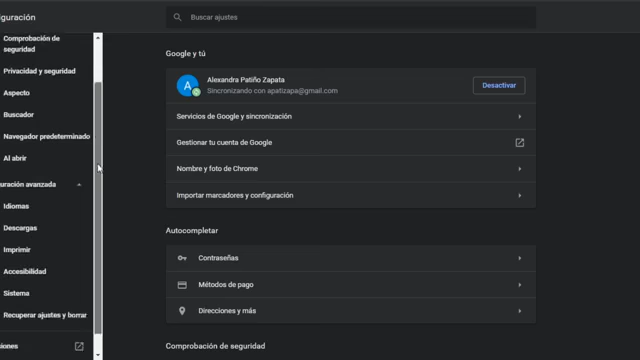 iguración
Buscar ajustes
Comprobación de
seguridad
Privacidad y seguridad
Aspecto
Buscador
Navegador predeterminado
Al abrir
uración avanzada
Idiomas
Descargas
Imprimir
Accesibilidad
Sistema
Recuperar ajustes y borrar
iones
Google y tú
A
Alexandra Patiño Zapata
Sincronizando con apatizapa@gmail.com
Desactivar
Servicios de Google y sincronización
Gestionar tu cuenta de Google
Nombre y foto de Chrome
Importar marcadores y configuración
Autocompletar
Contraseñas
Métodos de pago
Direcciones y más
Comprobación de seguridad